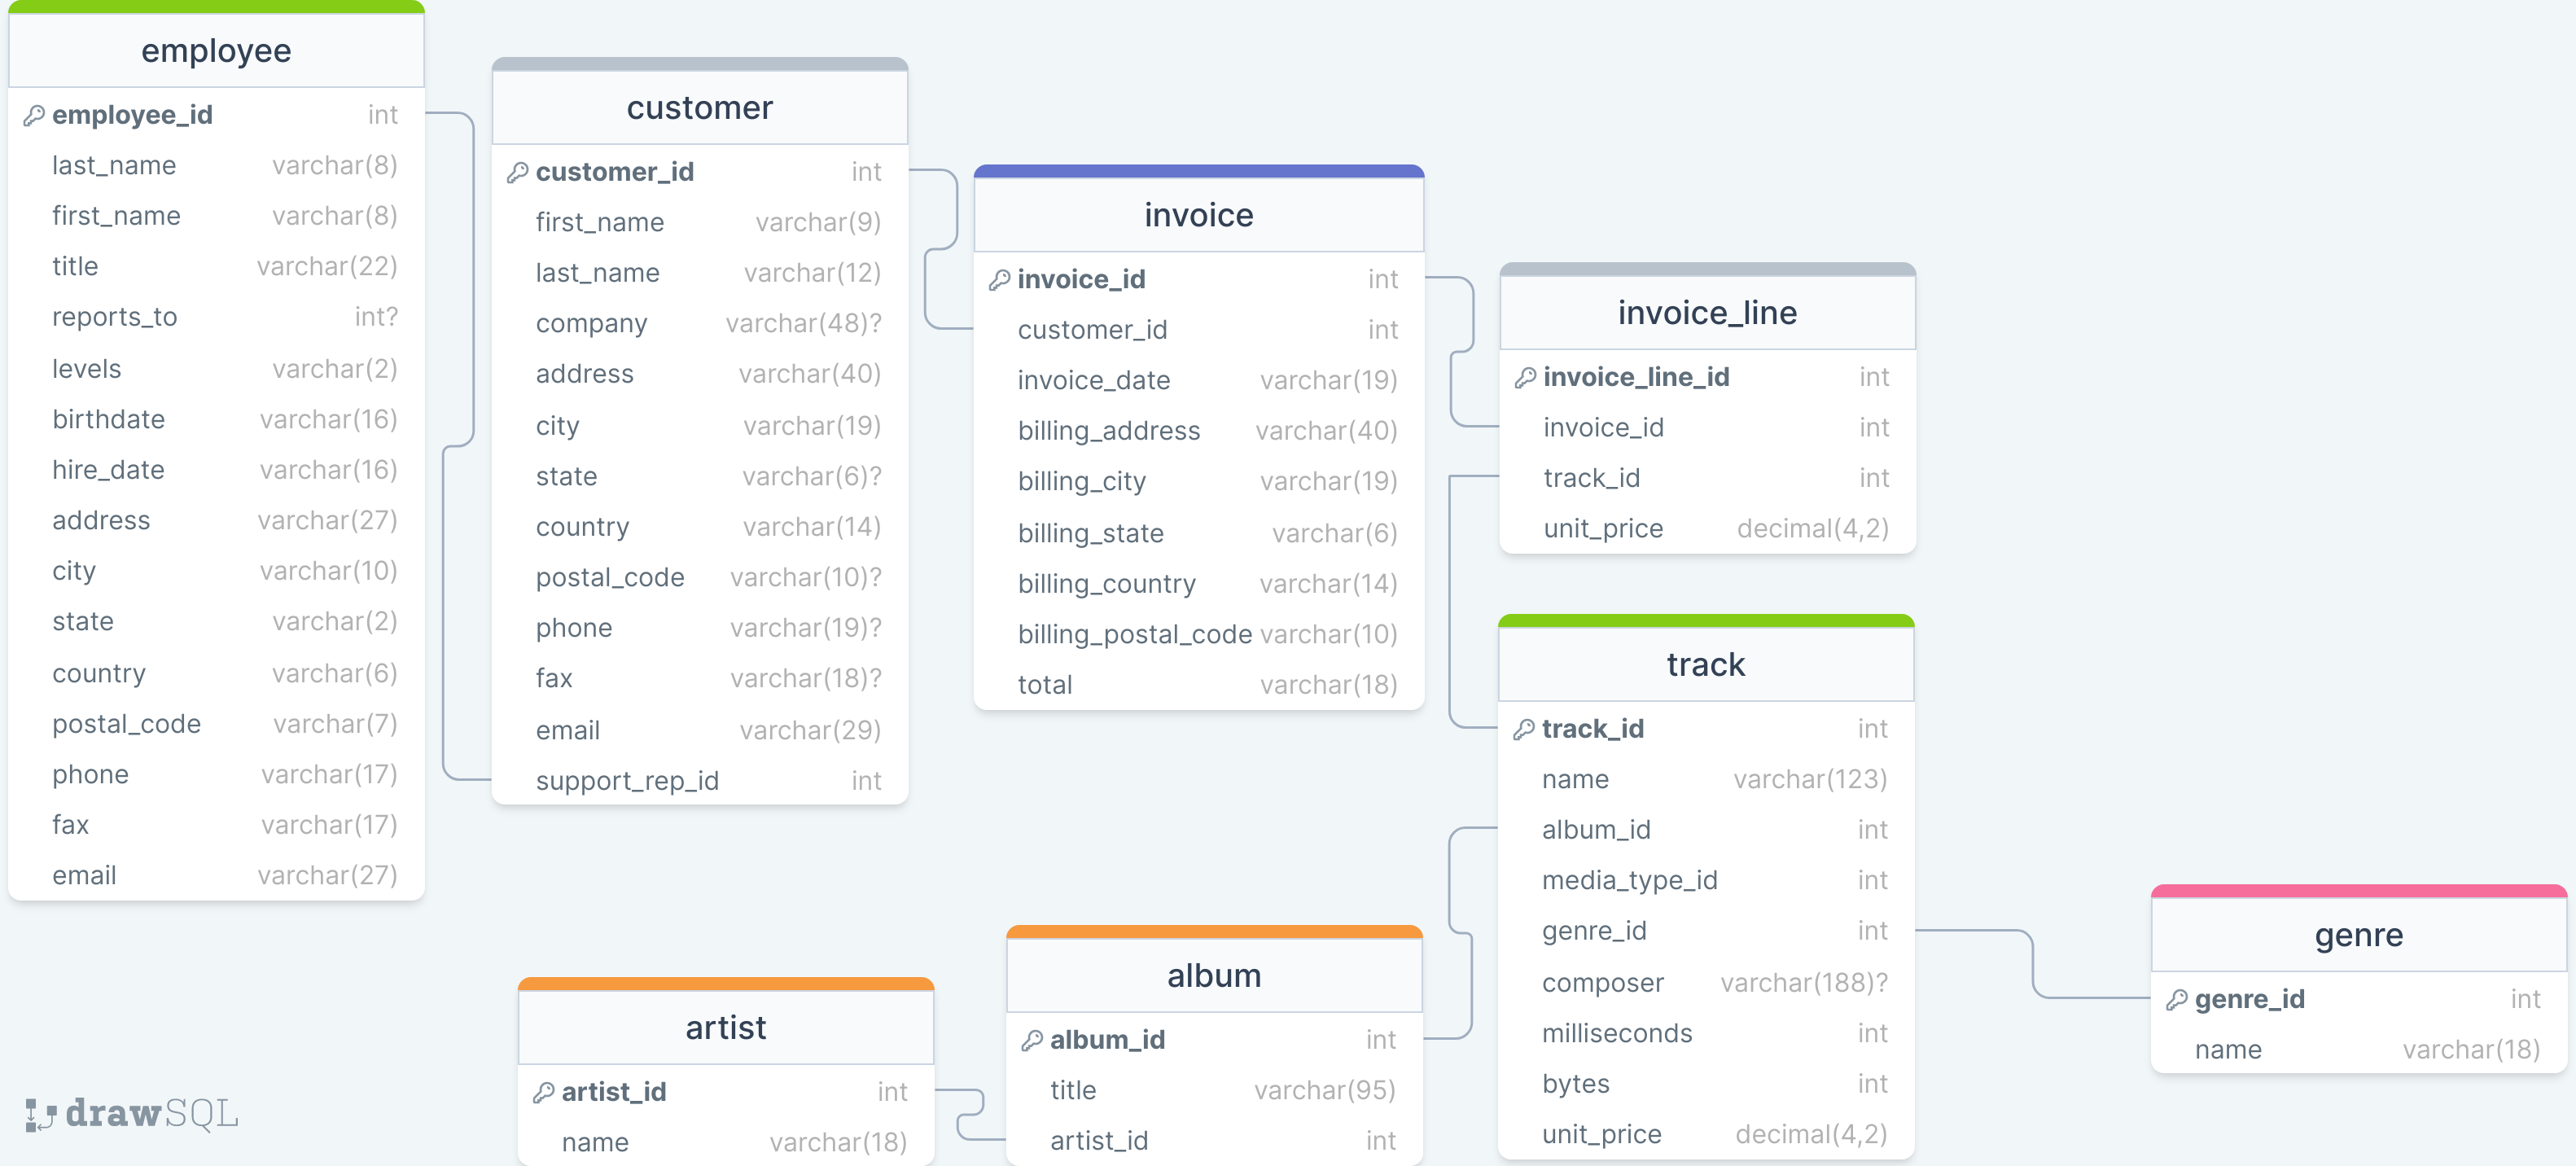 employee
employee_id int
last_name varchar(8)
first_name varchar(8)
title varchar(22)
reports_to int?
levels varchar(2)
birthdate varchar(16)
hire_date varchar(16)
address varchar(27)
city varchar(10)
state varchar(2)
country varchar(6)
postal_code varchar(7)
phone varchar(17)
fax varchar(17)
email varchar(27)
customer
customer_id int
first_name varchar(9)
last_name varchar(12)
company varchar(48)?
address varchar(40)
city varchar(19)
state varchar(6)?
country varchar(14)
postal_code varchar(10)?
phone varchar(19)?
fax varchar(18)?
email varchar(29)
support_rep_id int
invoice
invoice_id int
customer_id int
invoice_date varchar(19)
billing_address varchar(40)
billing_city varchar(19)
billing_state varchar(6)
billing_country varchar(14)
billing_postal_code varchar(10)
total varchar(18)
invoice_line
invoice_line_id int
invoice_id int
track_id int
unit_price decimal(4,2)
track
track_id int
name varchar(123)
album_id int
media_type_id int
genre_id int
composer varchar(188)?
milliseconds int
bytes int
unit_price decimal(4,2)
genre
genre_id int
name varchar(18)
album
album_id int
title varchar(95)
artist_id int
artist
artist_id int
name varchar(18)
drawSQL